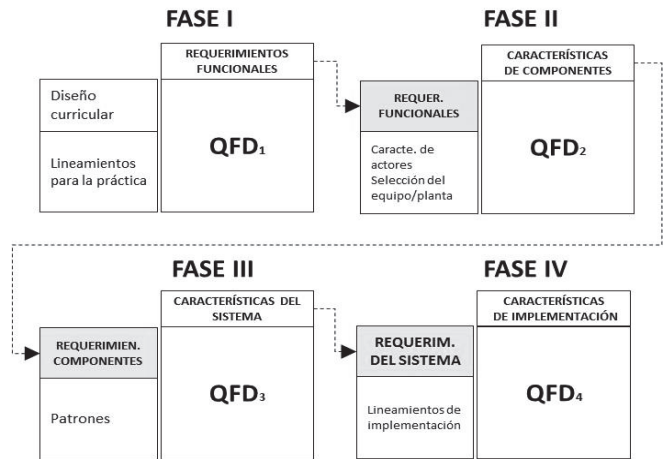 FASE I
REQUERIMIENTOS
FUNCIONALES
Diseño
curricular
Lineamientos
para la práctica
QFD₁
FASE II
CARACTERÍSTICAS
DE COMPONENTES
REQUER.
FUNCIONALES
Caracte. de
actores
Selección del
equipo/planta
QFD₂
FASE III
CARACTERÍSTICAS DEL
SISTEMA
REQUERIMIEN.
COMPONENTES
Patrones
QFD₃
FASE IV
CARACTERÍSTICAS
DE IMPLEMENTACIÓN
REQUERIM.
DEL SISTEMA
Lineamientos de
implementación
QFD₄